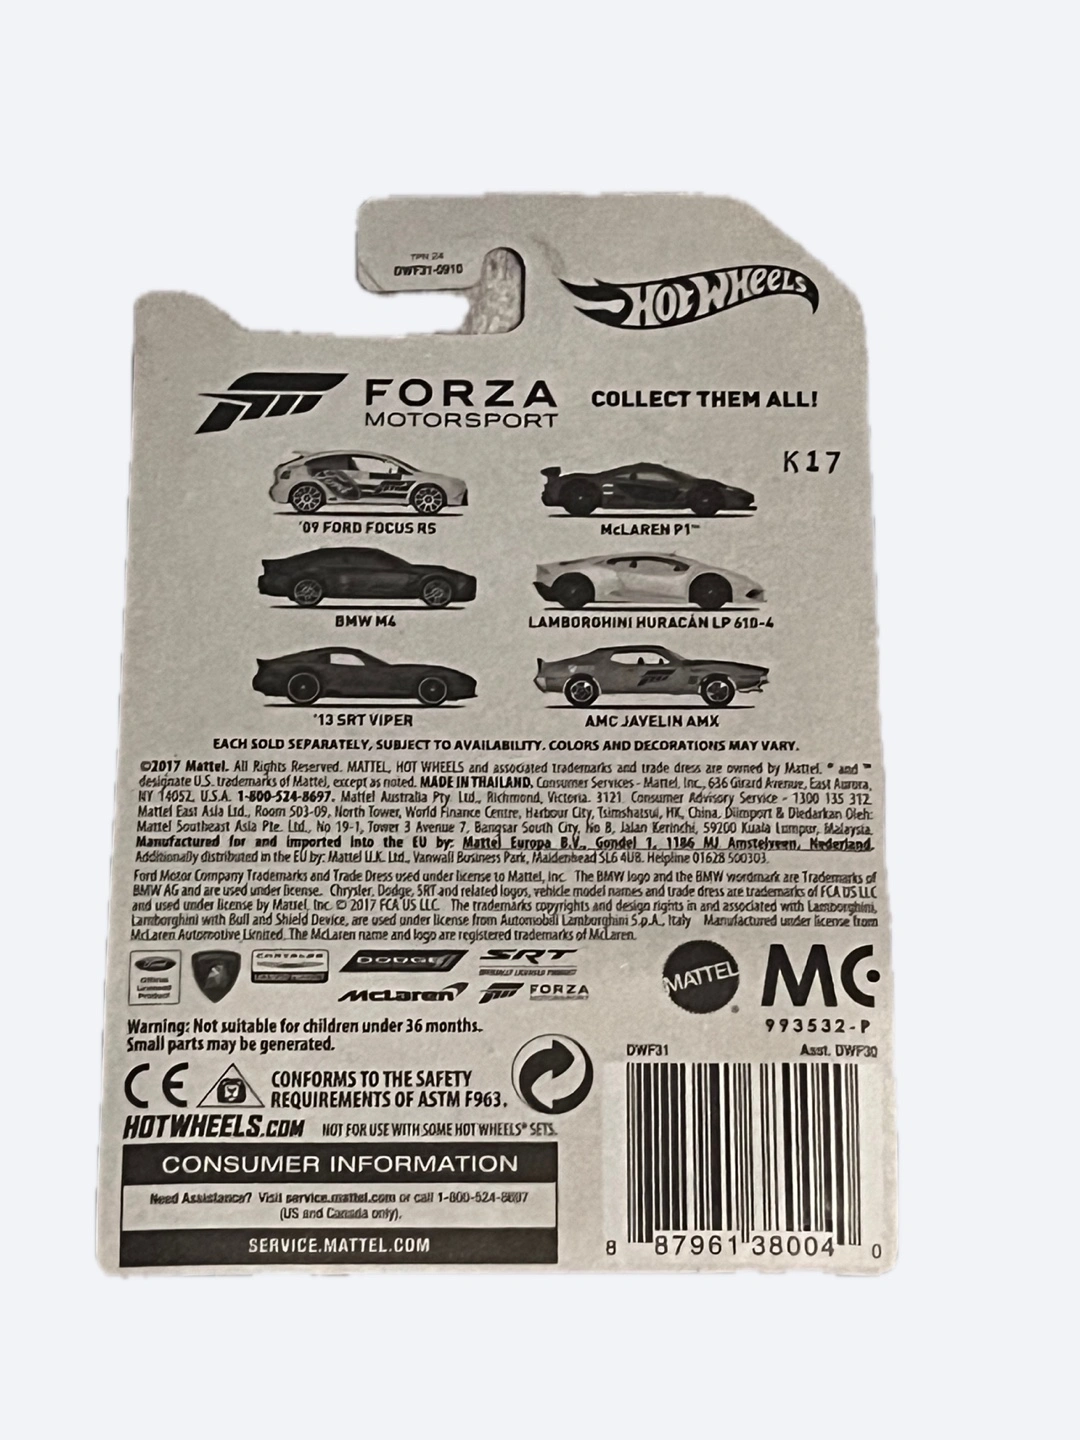 TPN 24
DWF31-0910
HOT WHEELS
FORZA
MOTORSPORT
COLLECT THEM ALL!
K17
'09 FORD FOCUS RS
McLAREN P1™
BMW M4
LAMBORGHINI HURACÁN LP 610-4
'13 SRT VIPER
AMC JAVELIN AMX
EACH SOLD SEPARATELY, SUBJECT TO AVAILABILITY. COLORS AND DECORATIONS MAY VARY.
©2017 Mattel. All Rights Reserved. MATTEL, HOT WHEELS and associated trademarks and trade dress are owned by Mattel. ® and ™
designate U.S. trademarks of Mattel, except as noted. MADE IN THAILAND. Consumer Services - Mattel, Inc., 636 Girard Avenue, East Aurora,
NY 14052, U.S.A. 1-800-524-8697. Mattel Australia Pty. Ltd., Richmond, Victoria. 3121. Consumer Advisory Service - 1300 135 312.
Mattel East Asia Ltd., Room 503-09, North Tower, World Finance Centre, Harbour City, Tsimshatsui, HK, China. Diimport & Diedarkan Oleh:
Mattel Southeast Asia Pte. Ltd., No 19-1, Tower 3 Avenue 7, Bangsar South City, No 8, Jalan Kerinchi, 59200 Kuala Lumpur, Malaysia.
Manufactured for and imported into the EU by: Mattel Europa B.V., Gondel 1, 1186 MJ Amstelveen, Nederland.
Additionally distributed in the EU by: Mattel U.K. Ltd., Vanwall Business Park, Maidenhead SL6 4UB. Helpline 01628 500303.
Ford Motor Company Trademarks and Trade Dress used under license to Mattel, Inc. The BMW logo and the BMW wordmark are Trademarks of
BMW AG and are used under license. Chrysler, Dodge, SRT and related logos, vehicle model names and trade dress are trademarks of FCA US LLC
and used under license by Mattel, Inc. © 2017 FCA US LLC. The trademarks copyrights and design rights in and associated with Lamborghini,
Lamborghini with Bull and Shield Device, are used under license from Automobili Lamborghini S.p.A., Italy Manufactured under license from
McLaren Automotive Limited. The McLaren name and logo are registered trademarks of McLaren.
Ford
Official
Licensed
Product
CHRYSLER
DODGE
SRT
OFFICIALLY LICENSED PRODUCT
McLaren
FORZA
MOTORSPORT
MATTEL
MC
993532-P
Warning: Not suitable for children under 36 months.
Small parts may be generated.
CE
CONFORMS TO THE SAFETY
REQUIREMENTS OF ASTM F963.
HOTWHEELS.COM NOT FOR USE WITH SOME HOT WHEELS® SETS.
CONSUMER INFORMATION
Need Assistance? Visit service.mattel.com or call 1-800-524-8697
(US and Canada only).
SERVICE.MATTEL.COM
DWF31 Asst. DWF30
8 87961 38004 0